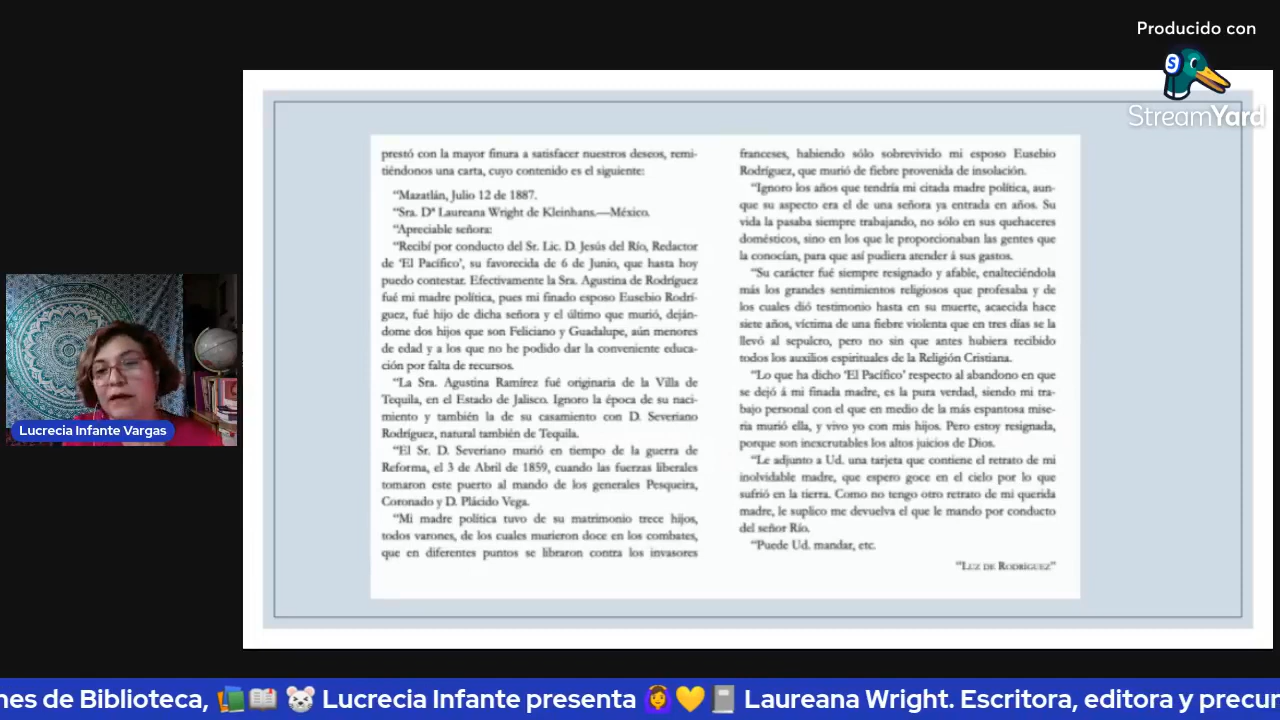 Producido con
StreamYard
prestó con la mayor finura a satisfacer nuestros deseos, remi-
tiéndonos una carta, cuyo contenido es el siguiente:
“Mazatlán, Julio 12 de 1887.
“Sra. Dª Laureana Wright de Kleinhans.—México.
“Apreciable señora:
“Recibí por conducto del Sr. Lic. D. Jesús del Río, Redactor
de ‘El Pacífico’, su favorecida de 6 de Junio, que hasta hoy
puedo contestar. Efectivamente la Sra. Agustina de Rodríguez
fué mi madre política, pues mi finado esposo Eusebio Rodrí-
guez, fué hijo de dicha señora y el último que murió, deján-
dome dos hijos que son Feliciano y Guadalupe, aún menores
de edad y a los que no he podido dar la conveniente educa-
ción por falta de recursos.
“La Sra. Agustina Ramírez fué originaria de la Villa de
Tequila, en el Estado de Jalisco. Ignoro la época de su naci-
miento y también la de su casamiento con D. Severiano
Rodríguez, natural también de Tequila.
“El Sr. D. Severiano murió en tiempo de la guerra de
Reforma, el 3 de Abril de 1859, cuando las fuerzas liberales
tomaron este puerto al mando de los generales Pesqueira,
Coronado y D. Plácido Vega.
“Mi madre política tuvo de su matrimonio trece hijos,
todos varones, de los cuales murieron doce en los combates,
que en diferentes puntos se libraron contra los invasores
franceses, habiendo sólo sobrevivido mi esposo Eusebio
Rodríguez, que murió de fiebre provenida de insolación.
“Ignoro los años que tendría mi citada madre política, aun-
que su aspecto era el de una señora ya entrada en años. Su
vida la pasaba siempre trabajando, no sólo en sus quehaceres
domésticos, sino en los que le proporcionaban las gentes que
la conocían, para que así pudiera atender á sus gastos.
“Su carácter fué siempre resignado y afable, enalteciéndola
más los grandes sentimientos religiosos que profesaba y de
los cuales dió testimonio hasta en su muerte, acaecida hace
siete años, víctima de una fiebre violenta que en tres días se la
llevó al sepulcro, pero no sin que antes hubiera recibido
todos los auxilios espirituales de la Religión Cristiana.
“Lo que ha dicho ‘El Pacífico’ respecto al abandono en que
se dejó á mi finada madre, es la pura verdad, siendo mi tra-
bajo personal con el que en medio de la más espantosa mise-
ria murió ella, y vivo yo con mis hijos. Pero estoy resignada,
porque son inescrutables los altos juicios de Dios.
“Le adjunto a Ud. una tarjeta que contiene el retrato de mi
inolvidable madre, que espero goce en el cielo por lo que
sufrió en la tierra. Como no tengo otro retrato de mi querida
madre, le suplico me devuelva el que le mando por conducto
del señor Río.
“Puede Ud. mandar, etc.
“LUZ DE RODRÍGUEZ”
Lucrecia Infante Vargas
nes de Biblioteca, 📚📖 🐭 Lucrecia Infante presenta 🙆‍♀️💛📓 Laureana Wright. Escritora, editora y precur